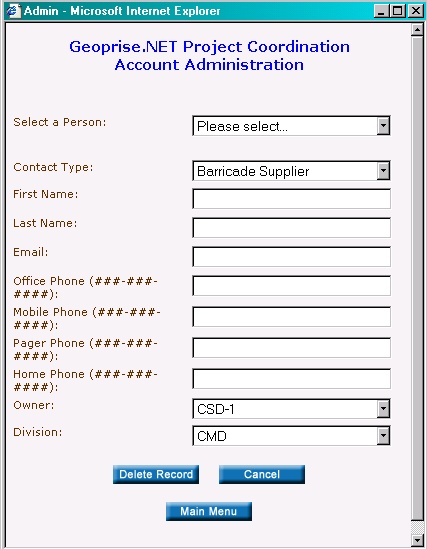 Admin - Microsoft Internet Explorer
Geoprise.NET Project Coordination
Account Administration
Select a Person:
Please select...
Contact Type:
Barricade Supplier
First Name:
Last Name:
Email:
Office Phone (###-###-
####):
Mobile Phone (###-###-
####):
Pager Phone (###-###-
####):
Home Phone (###-###-
####):
Owner:
CSD-1
Division:
CMD
Delete Record
Cancel
Main Menu